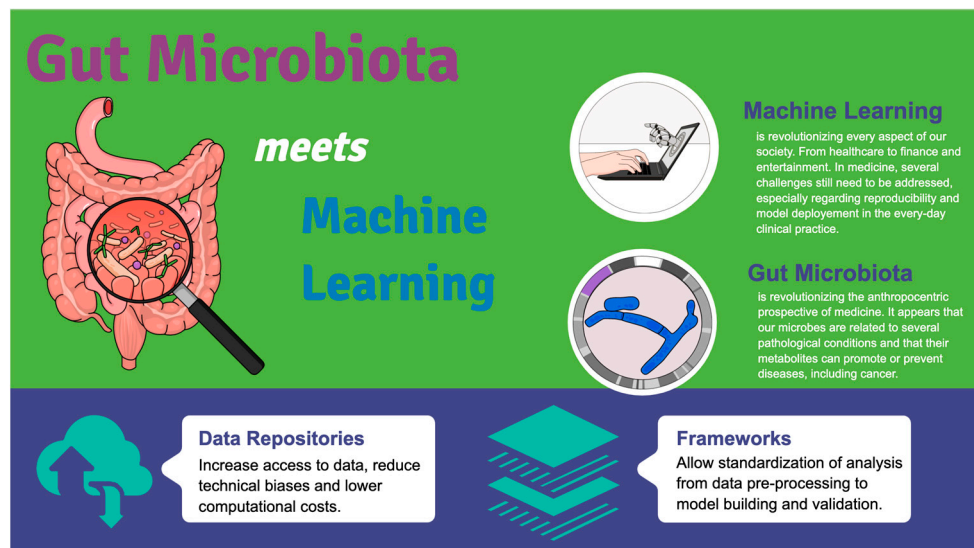 Gut Microbiota
meets
Machine
Learning
Machine Learning
is revolutionizing every aspect of our
society. From healthcare to finance and
entertainment. In medicine, several
challenges still need to be addressed,
especially regarding reproducibility and
model deployement in the every-day
clinical practice.
Gut Microbiota
is revolutionizing the anthropocentric
prospective of medicine. It appears that
our microbes are related to several
pathological conditions and that their
metabolites can promote or prevent
diseases, including cancer.
Data Repositories
Increase access to data, reduce
technical biases and lower
computational costs.
Frameworks
Allow standardization of analysis
from data pre-processing to
model building and validation.